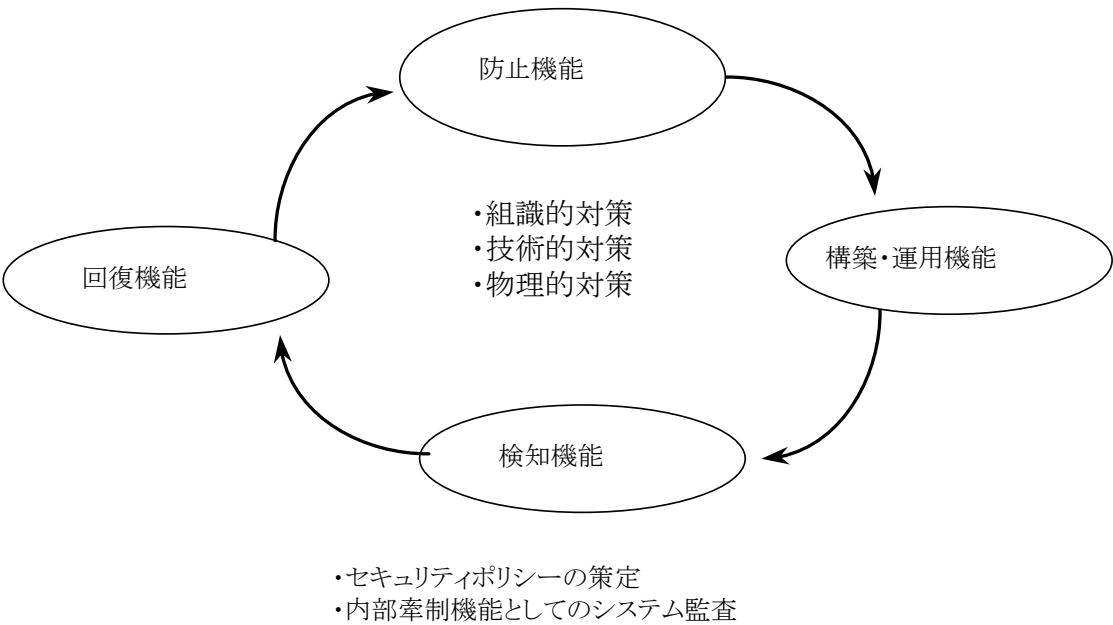 防止機能
・組識的対策
・技術的対策
・物理的対策
構築・運用機能
回復機能
検知機能
・セキュリティポリシーの策定
・内部牽制機能としてのシステム監査